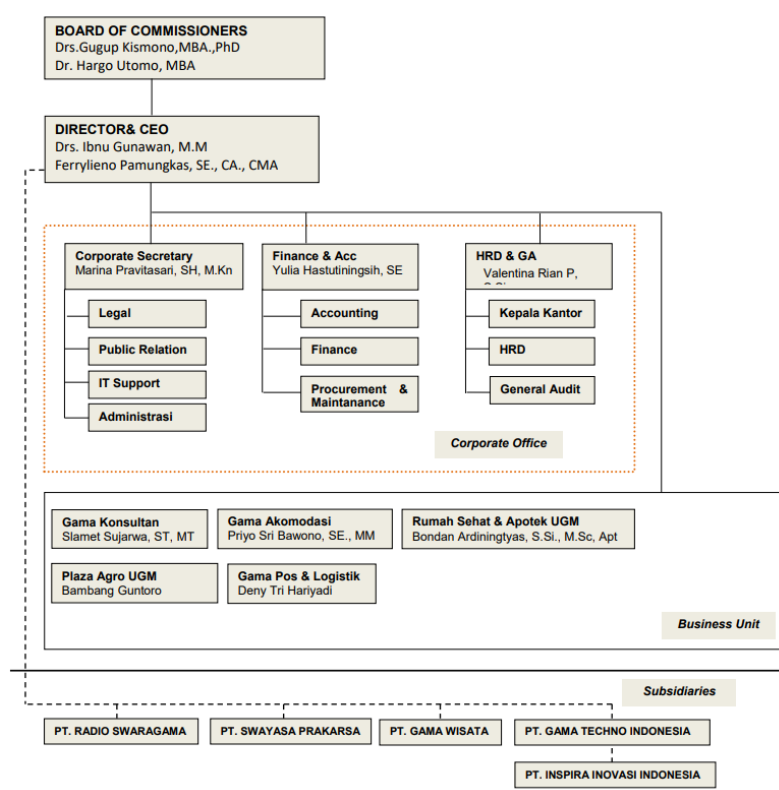 BOARD OF COMMISSIONERS
Drs.Gugup Kismono,MBA.,PhD
Dr. Hargo Utomo, MBA
DIRECTOR& CEO
Drs. Ibnu Gunawan, M.M
Ferrylieno Pamungkas, SE., CA., CMA
Corporate Secretary
Marina Pravitasari, SH, M.Kn
Legal
Public Relation
IT Support
Administrasi
Finance & Acc
Yulia Hastutiningsih, SE
Accounting
Finance
Procurement &
Maintanance
HRD & GA
Valentina Rian P,
Kepala Kantor
HRD
General Audit
Corporate Office
Gama Konsultan
Slamet Sujarwa, ST, MT
Gama Akomodasi
Priyo Sri Bawono, SE., MM
Rumah Sehat & Apotek UGM
Bondan Ardiningtyas, S.Si., M.Sc, Apt
Plaza Agro UGM
Bambang Guntoro
Gama Pos & Logistik
Deny Tri Hariyadi
Business Unit
Subsidiaries
PT. RADIO SWARAGAMA
PT. SWAYASA PRAKARSA
PT. GAMA WISATA
PT. GAMA TECHNO INDONESIA
PT. INSPIRA INOVASI INDONESIA